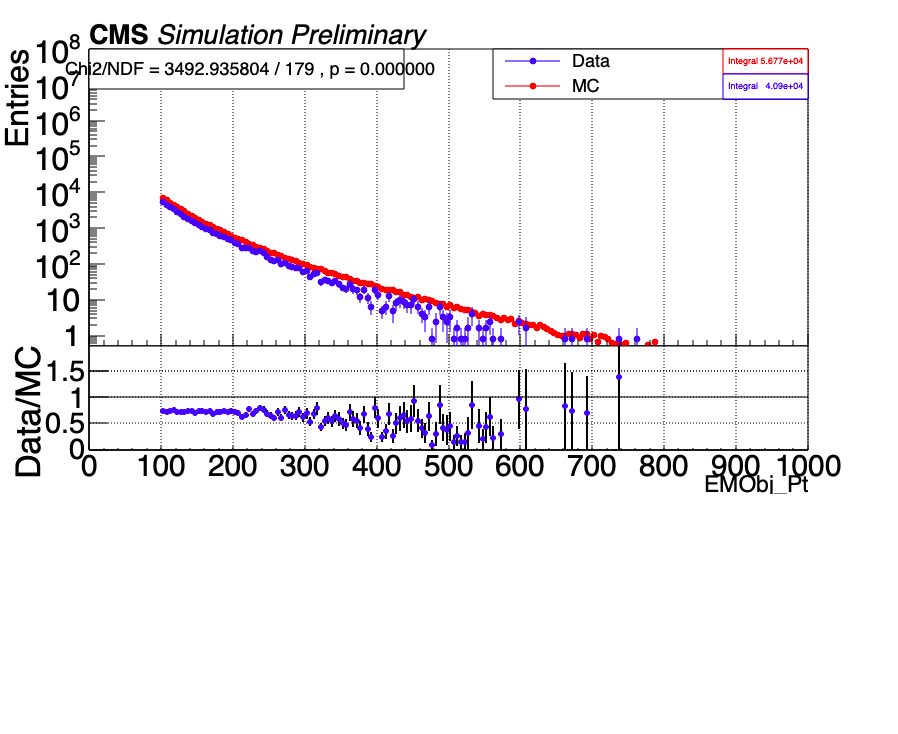 CMS Simulation Preliminary
Chi2/NDF = 3492.935804 / 179 , p = 0.000000
Data
MC
Integral 5.677e+04
Integral 4.09e+04
Entries
10^8
10^7
10^6
10^5
10^4
10^3
10^2
10
1
Data/MC
1.5
1
0.5
0
0 100 200 300 400 500 600 700 800 900 1000
EMObj_Pt